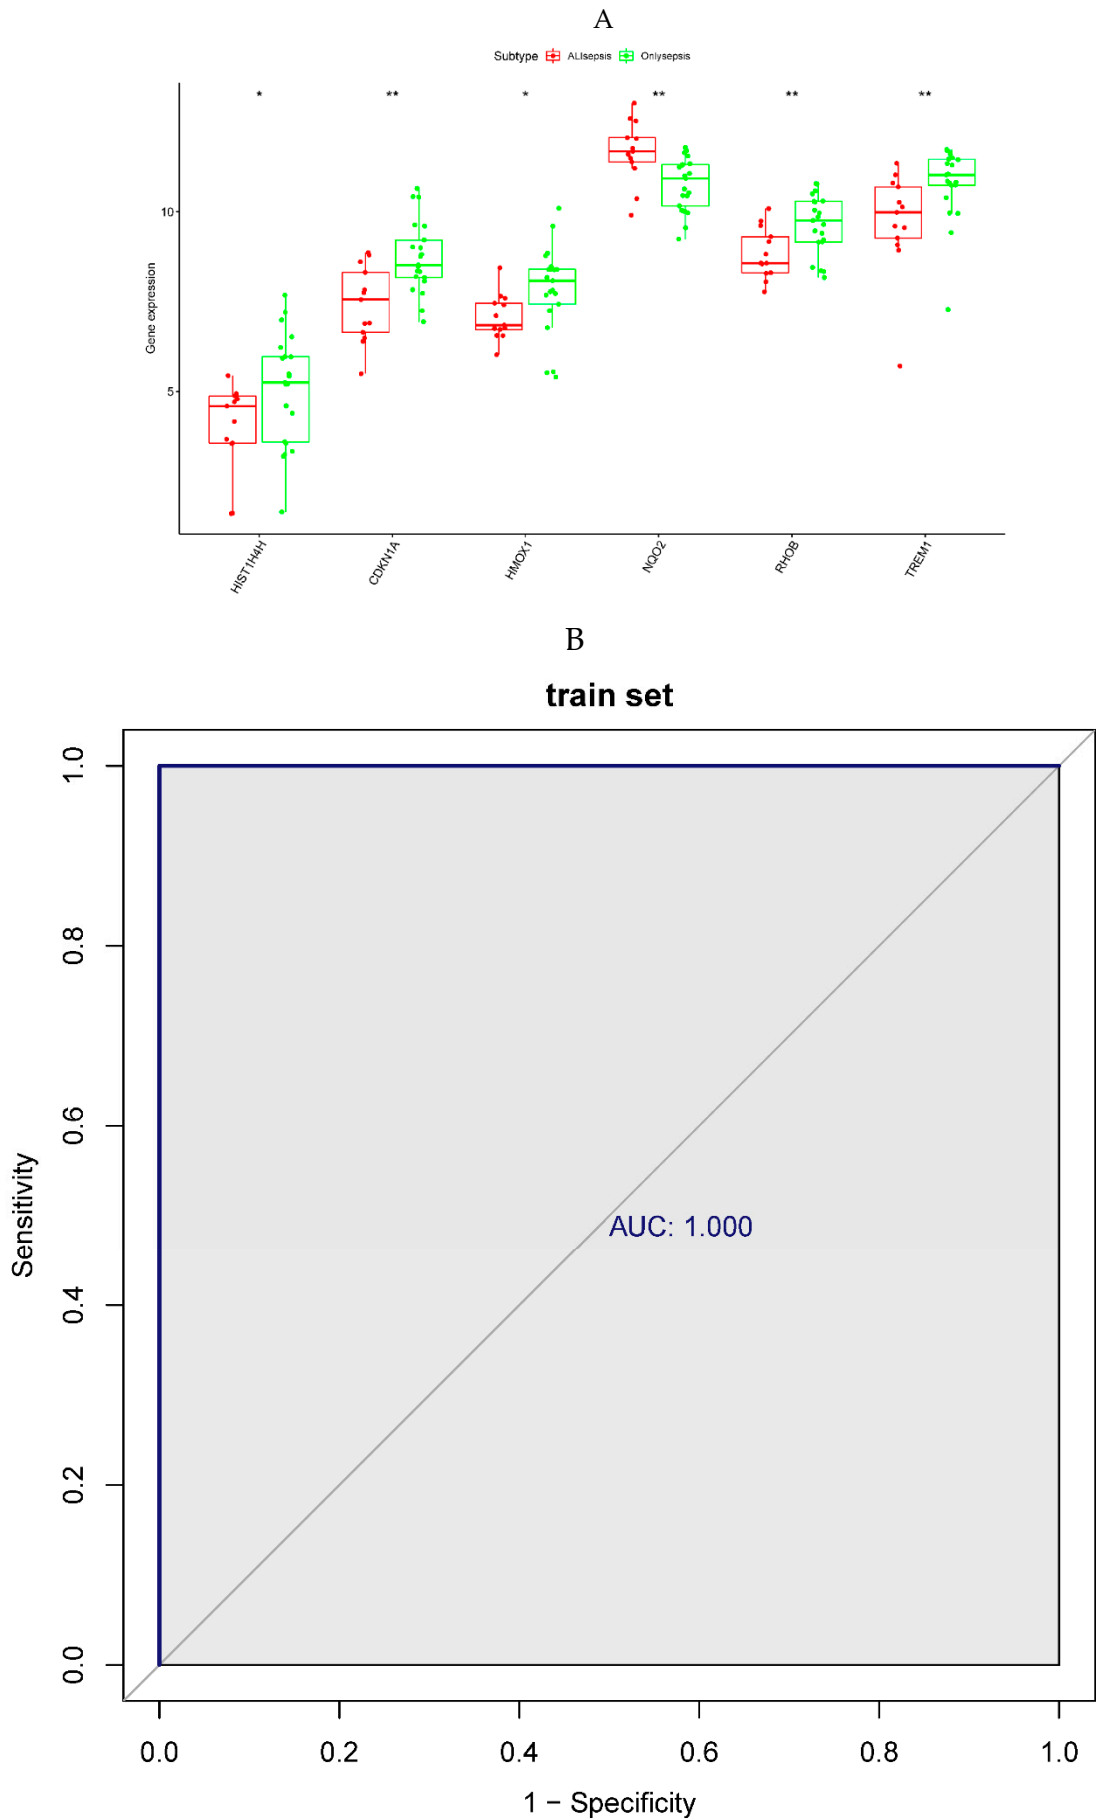 A
Subtype ALIsepsis Onlysepsis
* ** * ** ** **
10
Gene expression
5
HIST1H4H CDKN1A HMOX1 NQO2 RHOB TREM1
B
train set
1.0
0.8
0.6
Sensitivity
AUC: 1.000
0.4
0.2
0.0
0.0 0.2 0.4 0.6 0.8 1.0
1 − Specificity